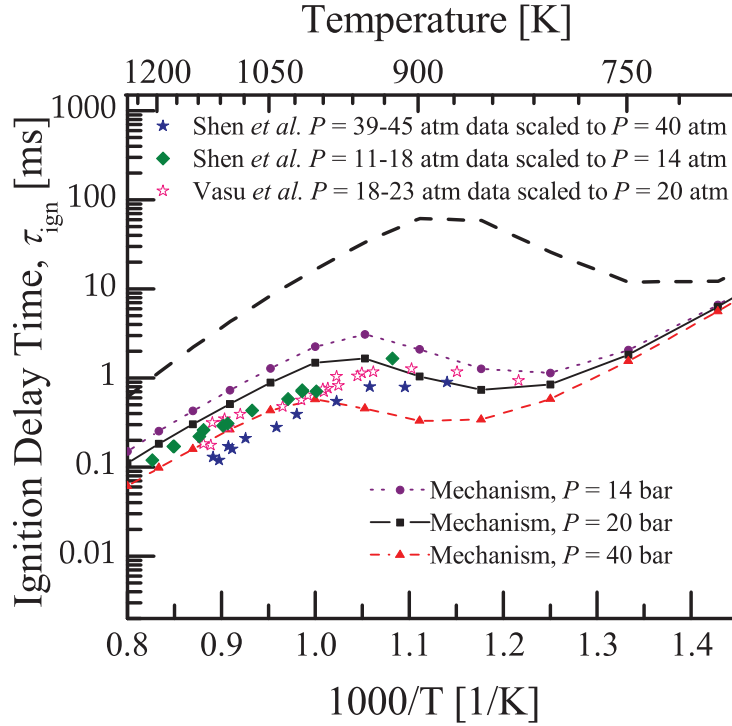 Temperature [K]
1200 1050 900 750
1000
100
10
1
0.1
0.01
Ignition Delay Time, τign [ms]
Shen et al. P = 39-45 atm data scaled to P = 40 atm
Shen et al. P = 11-18 atm data scaled to P = 14 atm
Vasu et al. P = 18-23 atm data scaled to P = 20 atm
Mechanism, P = 14 bar
Mechanism, P = 20 bar
Mechanism, P = 40 bar
0.8 0.9 1.0 1.1 1.2 1.3 1.4
1000/T [1/K]